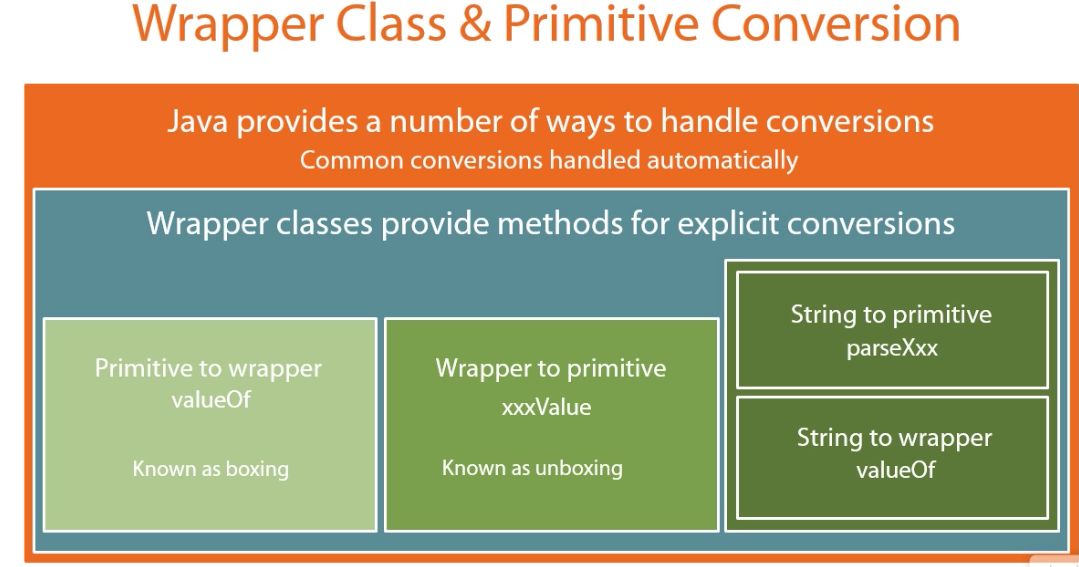 Wrapper Class & Primitive Conversion
Java provides a number of ways to handle conversions
Common conversions handled automatically
Wrapper classes provide methods for explicit conversions
Primitive to wrapper
valueOf
Known as boxing
Wrapper to primitive
xxxValue
Known as unboxing
String to primitive
parseXxx
String to wrapper
valueOf